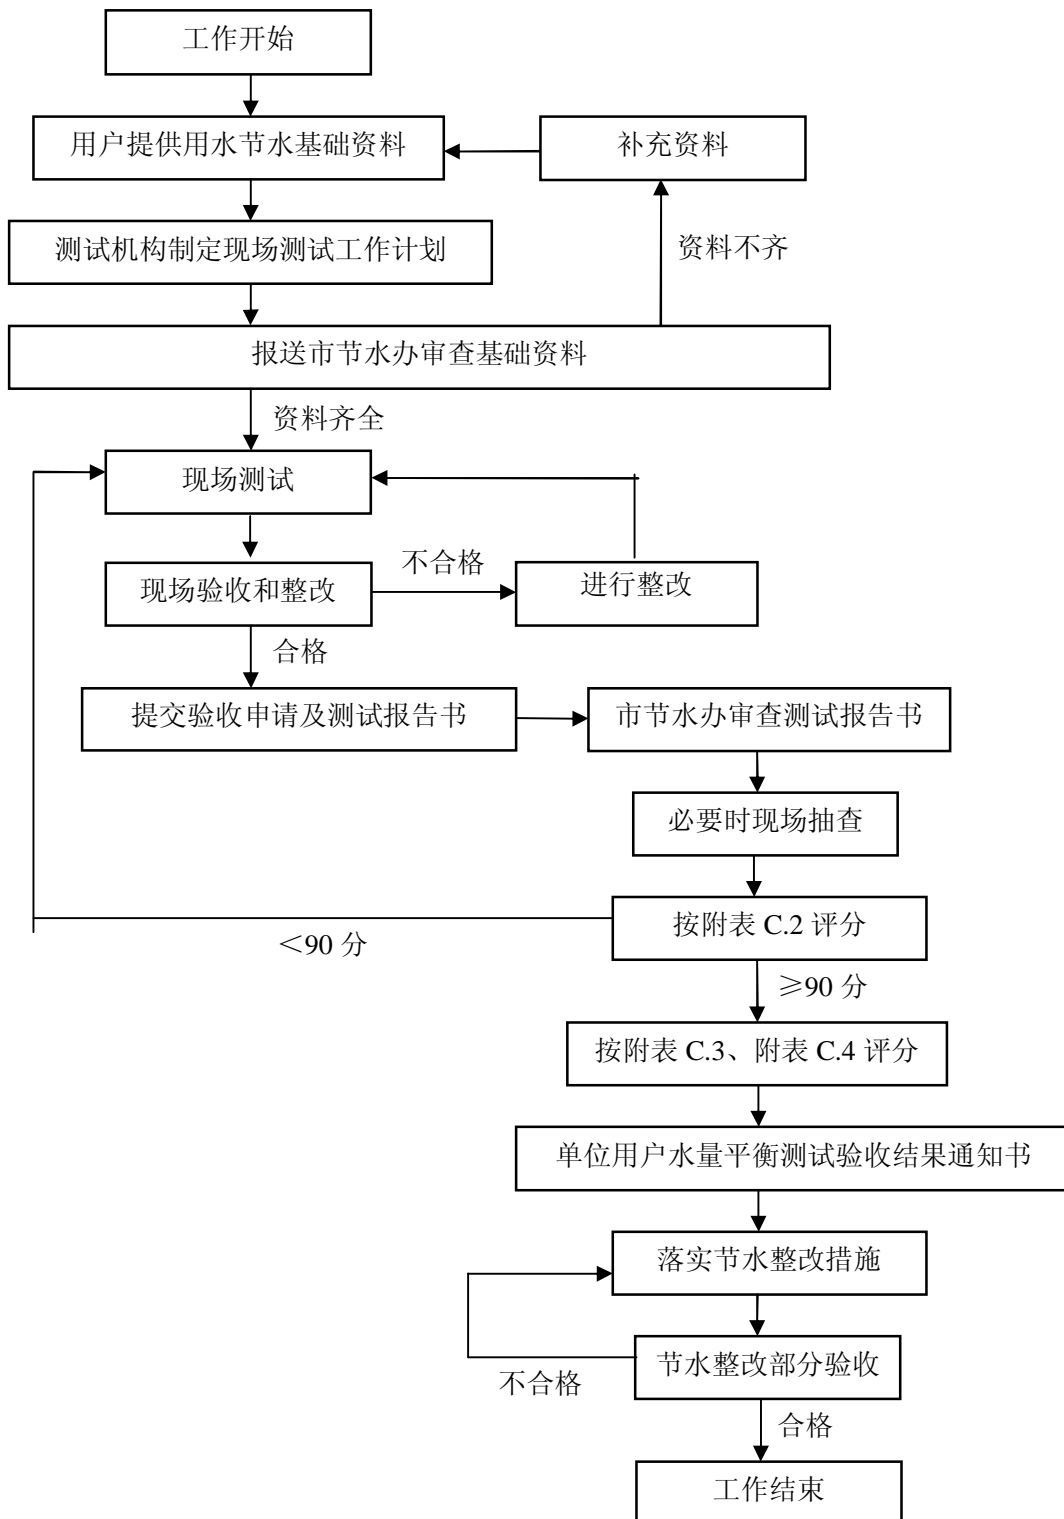 工作开始
用户提供用水节水基础资料
补充资料
测试机构制定现场测试工作计划
资料不齐
报送市节水办审查基础资料
资料齐全
现场测试
不合格
现场验收和整改
进行整改
合格
提交验收申请及测试报告书
市节水办审查测试报告书
必要时现场抽查
按附表 C.2 评分
＜90 分
≥90 分
按附表 C.3、附表 C.4 评分
单位用户水量平衡测试验收结果通知书
落实节水整改措施
节水整改部分验收
不合格
合格
工作结束